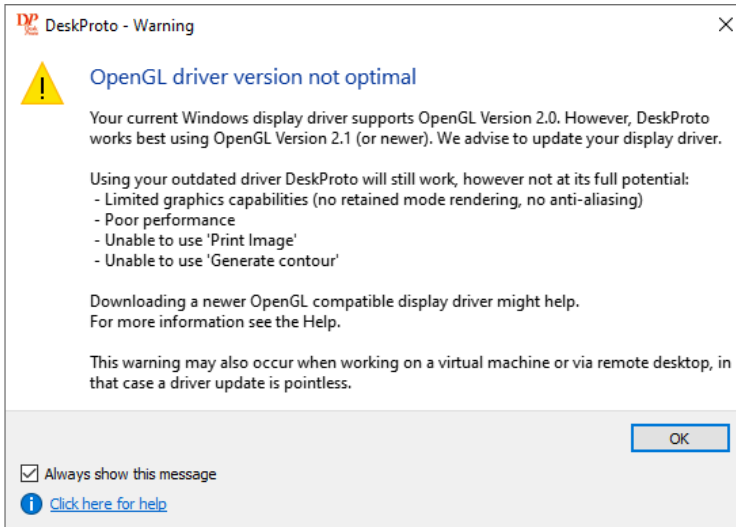 DP
DeskProto - Warning
OpenGL driver version not optimal
Your current Windows display driver supports OpenGL Version 2.0. However, DeskProto
works best using OpenGL Version 2.1 (or newer). We advise to update your display driver.
Using your outdated driver DeskProto will still work, however not at its full potential:
- Limited graphics capabilities (no retained mode rendering, no anti-aliasing)
- Poor performance
- Unable to use 'Print Image'
- Unable to use 'Generate contour'
Downloading a newer OpenGL compatible display driver might help.
For more information see the Help.
This warning may also occur when working on a virtual machine or via remote desktop, in
that case a driver update is pointless.
OK
Always show this message
Click here for help